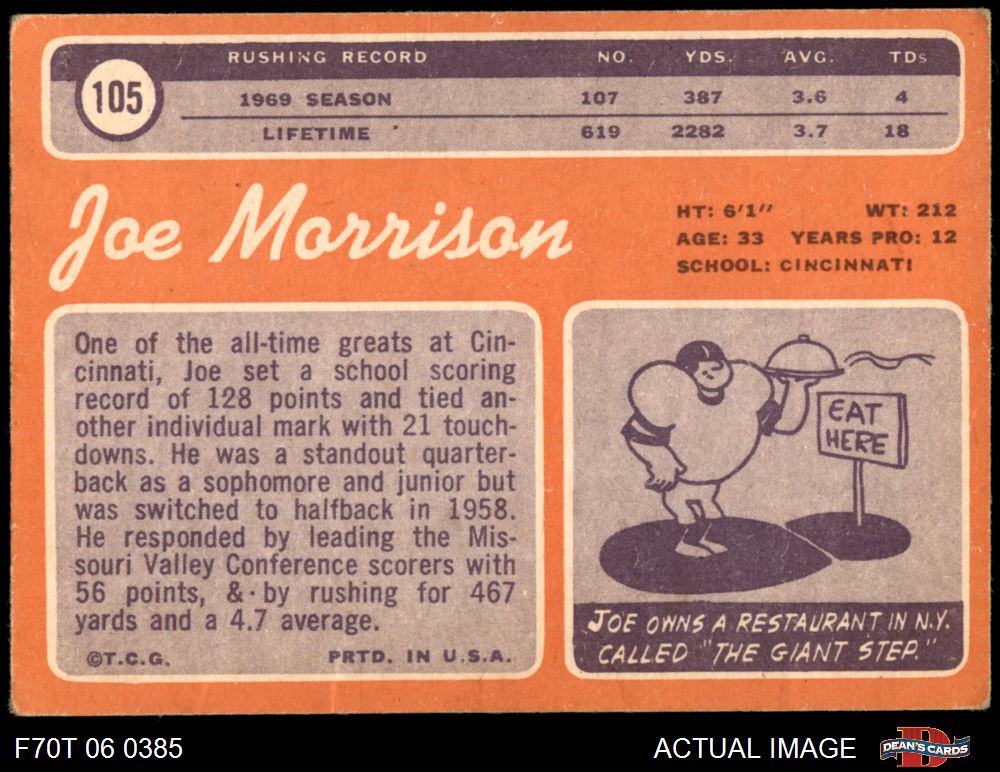 105
RUSHING RECORD NO. YDS. AVG. TDs
1969 SEASON 107 387 3.6 4
LIFETIME 619 2282 3.7 18
Joe Morrison
HT: 6'1" WT: 212
AGE: 33 YEARS PRO: 12
SCHOOL: CINCINNATI
One of the all-time greats at Cin-
cinnati, Joe set a school scoring
record of 128 points and tied an-
other individual mark with 21 touch-
downs. He was a standout quarter-
back as a sophomore and junior but
was switched to halfback in 1958.
He responded by leading the Mis-
souri Valley Conference scorers with
56 points, & by rushing for 467
yards and a 4.7 average.
©T.C.G. PRTD. IN U.S.A.
EAT
HERE
JOE OWNS A RESTAURANT IN N.Y.
CALLED "THE GIANT STEP."
F70T 06 0385 ACTUAL IMAGE DEAN'S CARDS